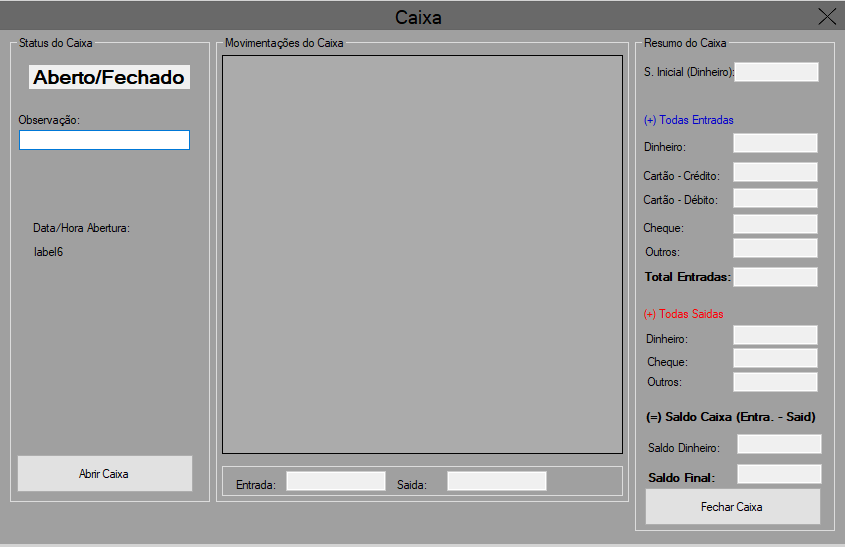 Caixa
Status do Caixa
Aberto/Fechado
Observação:
Data/Hora Abertura:
label6
Abrir Caixa
Movimentações do Caixa
Entrada:
Saida:
Resumo do Caixa
S. Inicial (Dinheiro):
(+) Todas Entradas
Dinheiro:
Cartão - Crédito:
Cartão - Débito:
Cheque:
Outros:
Total Entradas:
(+) Todas Saidas
Dinheiro:
Cheque:
Outros:
(=) Saldo Caixa (Entra. - Said)
Saldo Dinheiro:
Saldo Final:
Fechar Caixa